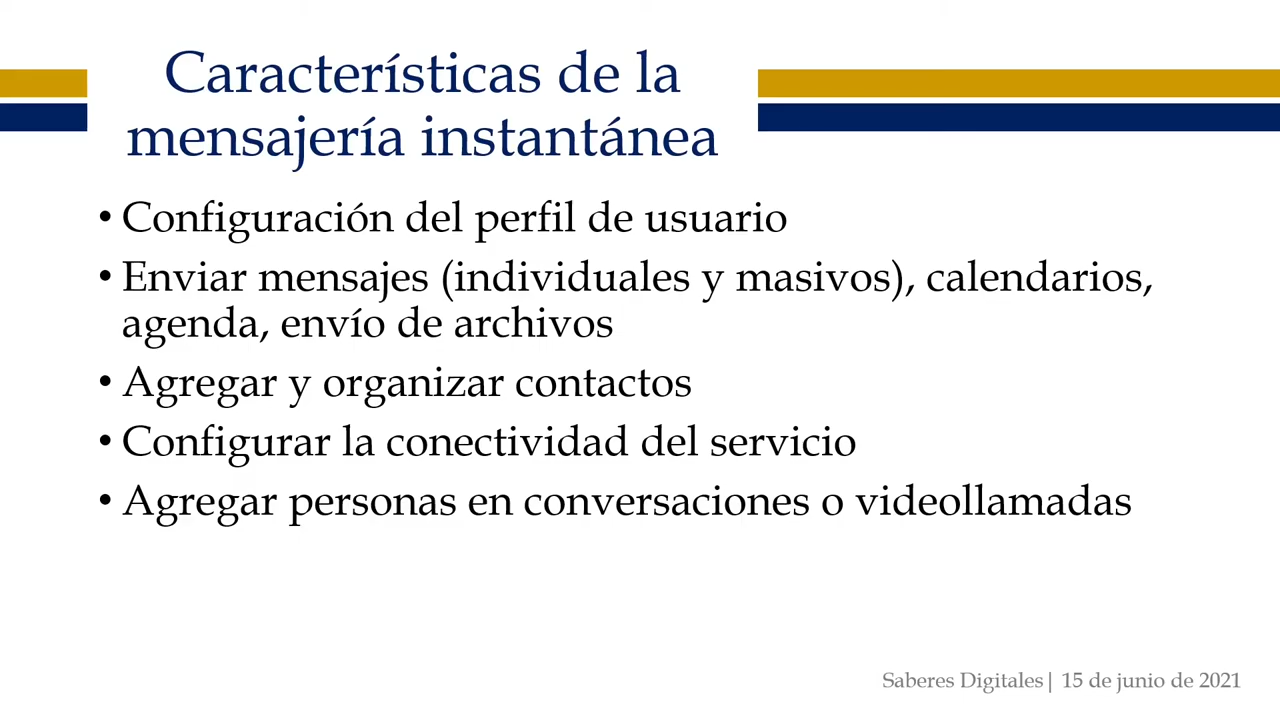 Características de la
mensajería instantánea
• Configuración del perfil de usuario
• Enviar mensajes (individuales y masivos), calendarios,
agenda, envío de archivos
• Agregar y organizar contactos
• Configurar la conectividad del servicio
• Agregar personas en conversaciones o videollamadas
Saberes Digitales| 15 de junio de 2021